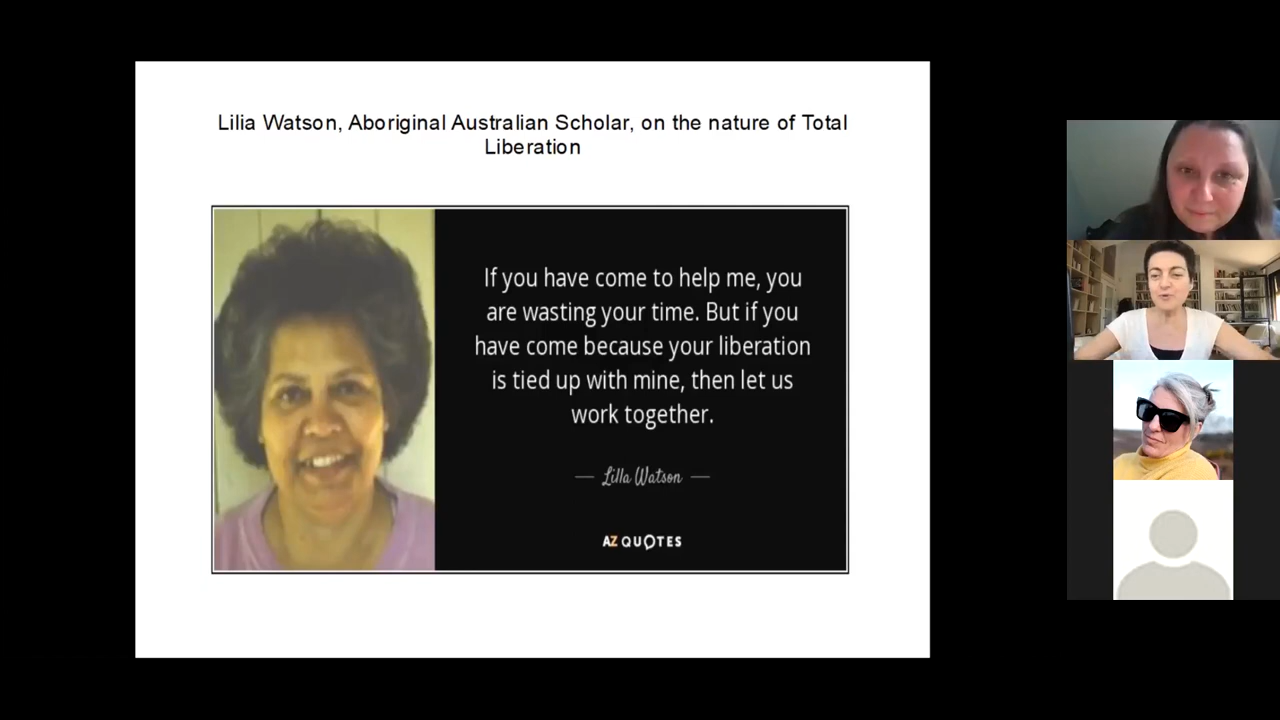 Lilia Watson, Aboriginal Australian Scholar, on the nature of Total
Liberation
If you have come to help me, you
are wasting your time. But if you
have come because your liberation
is tied up with mine, then let us
work together.
— Lilla Watson —
AZ QUOTES